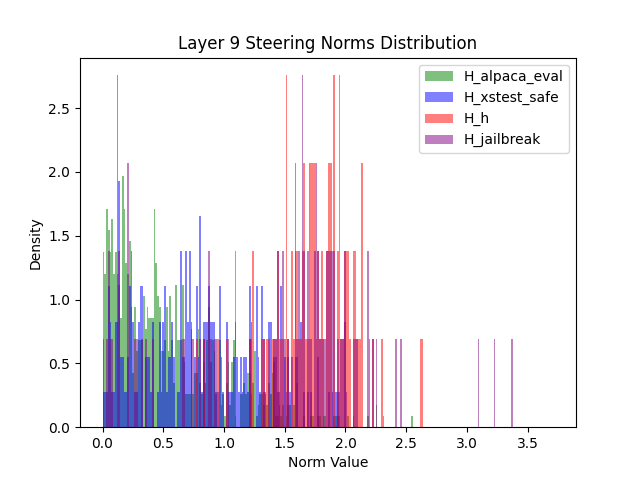 Layer 9 Steering Norms Distribution
H_alpaca_eval
H_xstest_safe
H_h
H_jailbreak
Density
2.5
2.0
1.5
1.0
0.5
0.0
0.0 0.5 1.0 1.5 2.0 2.5 3.0 3.5
Norm Value